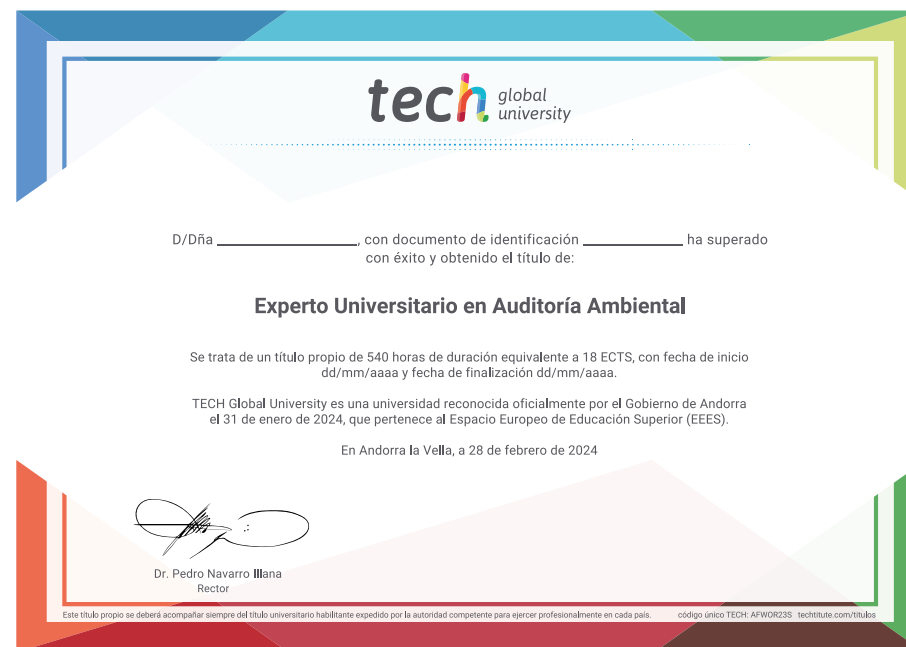 tech global university
D/Dña ____________________, con documento de identificación ______________ ha superado
con éxito y obtenido el título de:
Experto Universitario en Auditoría Ambiental
Se trata de un título propio de 540 horas de duración equivalente a 18 ECTS, con fecha de inicio
dd/mm/aaaa y fecha de finalización dd/mm/aaaa.
TECH Global University es una universidad reconocida oficialmente por el Gobierno de Andorra
el 31 de enero de 2024, que pertenece al Espacio Europeo de Educación Superior (EEES).
En Andorra la Vella, a 28 de febrero de 2024
Dr. Pedro Navarro Illana
Rector
Este título propio se deberá acompañar siempre del título universitario habilitante expedido por la autoridad competente para ejercer profesionalmente en cada país. código único TECH: AFWOR23S techtitute.com/titulos